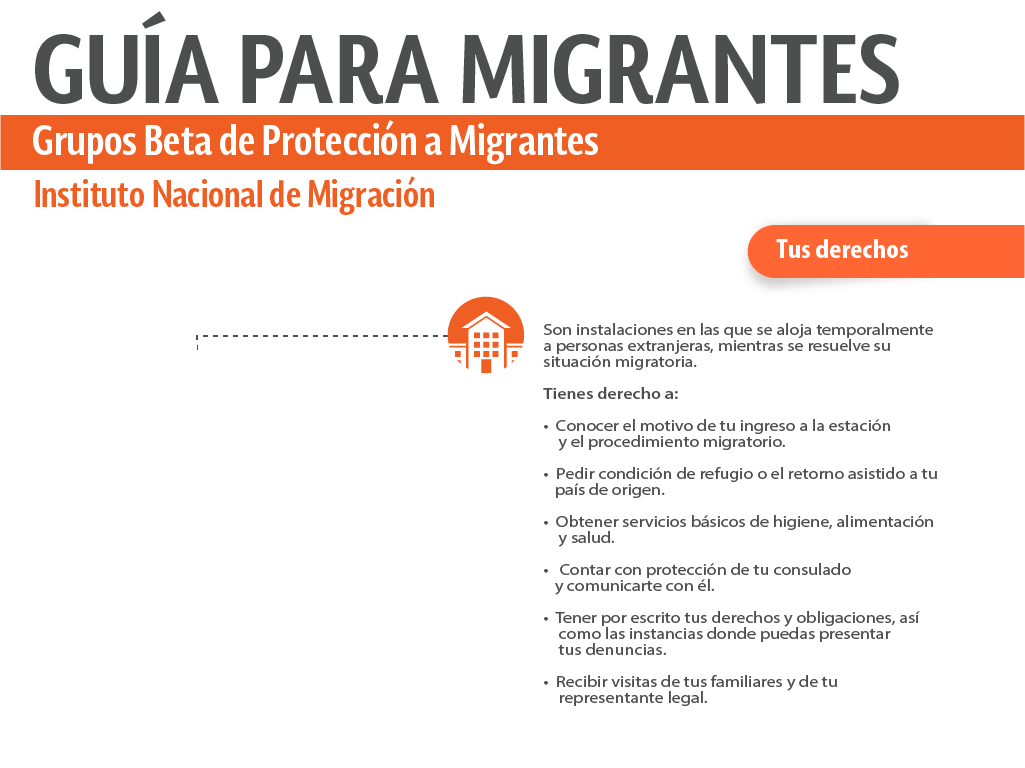 GUÍA PARA MIGRANTES
Grupos Beta de Protección a Migrantes
Instituto Nacional de Migración
Tus derechos
Son instalaciones en las que se aloja temporalmente
a personas extranjeras, mientras se resuelve su
situación migratoria.
Tienes derecho a:
• Conocer el motivo de tu ingreso a la estación
y el procedimiento migratorio.
• Pedir condición de refugio o el retorno asistido a tu
país de origen.
• Obtener servicios básicos de higiene, alimentación
y salud.
• Contar con protección de tu consulado
y comunicarte con él.
• Tener por escrito tus derechos y obligaciones, así
como las instancias donde puedas presentar
tus denuncias.
• Recibir visitas de tus familiares y de tu
representante legal.